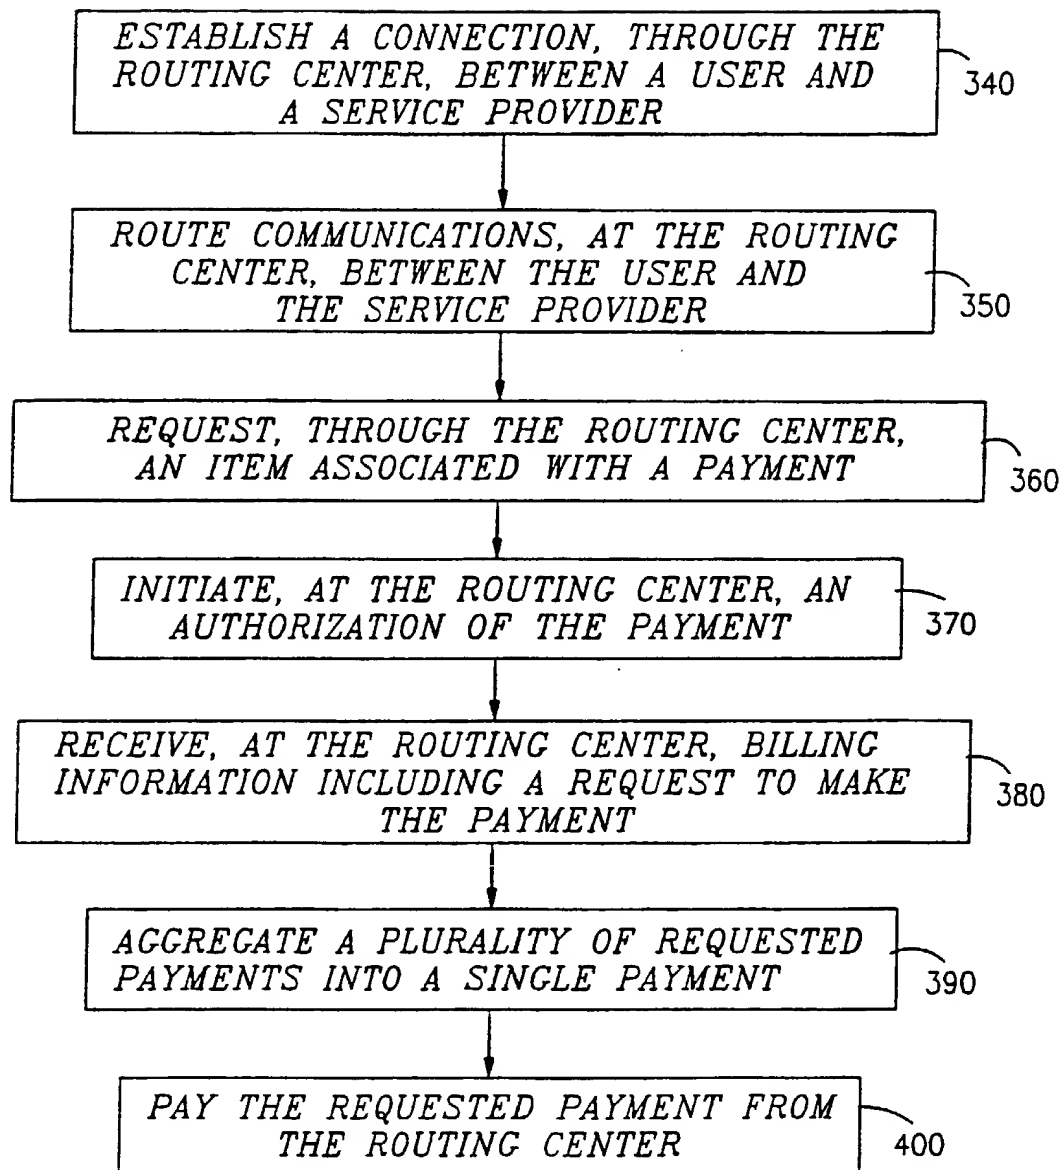 ESTABLISH A CONNECTION, THROUGH THE
ROUTING CENTER, BETWEEN A USER AND
A SERVICE PROVIDER
340
ROUTE COMMUNICATIONS, AT THE ROUTING
CENTER, BETWEEN THE USER AND
THE SERVICE PROVIDER
350
REQUEST, THROUGH THE ROUTING CENTER,
AN ITEM ASSOCIATED WITH A PAYMENT
360
INITIATE, AT THE ROUTING CENTER, AN
AUTHORIZATION OF THE PAYMENT
370
RECEIVE, AT THE ROUTING CENTER, BILLING
INFORMATION INCLUDING A REQUEST TO MAKE
THE PAYMENT
380
AGGREGATE A PLURALITY OF REQUESTED
PAYMENTS INTO A SINGLE PAYMENT
390
PAY THE REQUESTED PAYMENT FROM
THE ROUTING CENTER
400